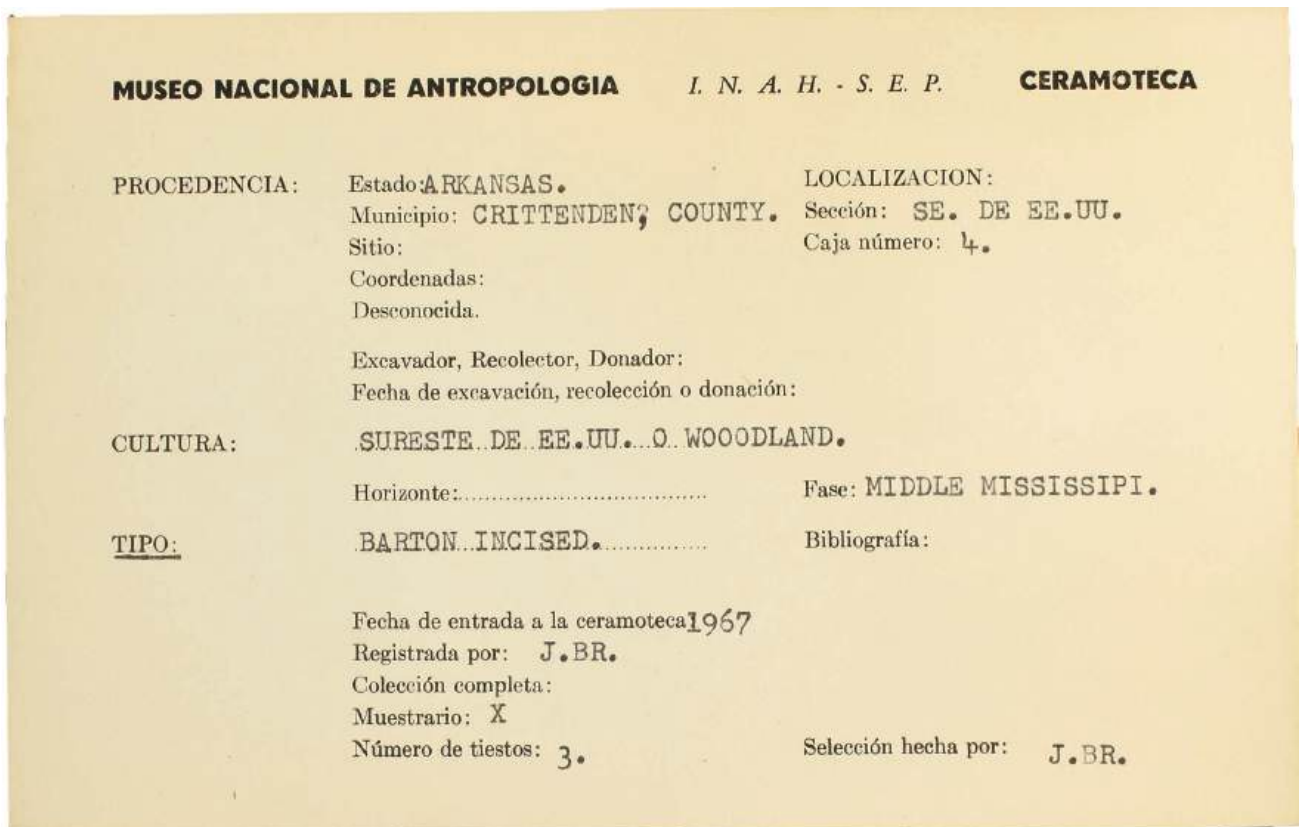 MUSEO NACIONAL DE ANTROPOLOGIA I. N. A. H. - S. E. P. CERAMOTECA
PROCEDENCIA: Estado:ARKANSAS. LOCALIZACION:
Municipio: CRITTENDEN, COUNTY. Sección: SE. DE EE.UU.
Sitio: Caja número: 4.
Coordenadas:
Desconocida.
Excavador, Recolector, Donador:
Fecha de excavación, recolección o donación:
CULTURA: SURESTE DE EE.UU. O WOOODLAND.
Horizonte: Fase: MIDDLE MISSISSIPI.
TIPO: BARTON INCISED. Bibliografía:
Fecha de entrada a la ceramoteca 1967
Registrada por: J.BR.
Colección completa:
Muestrario: X
Número de tiestos: 3. Selección hecha por: J.BR.